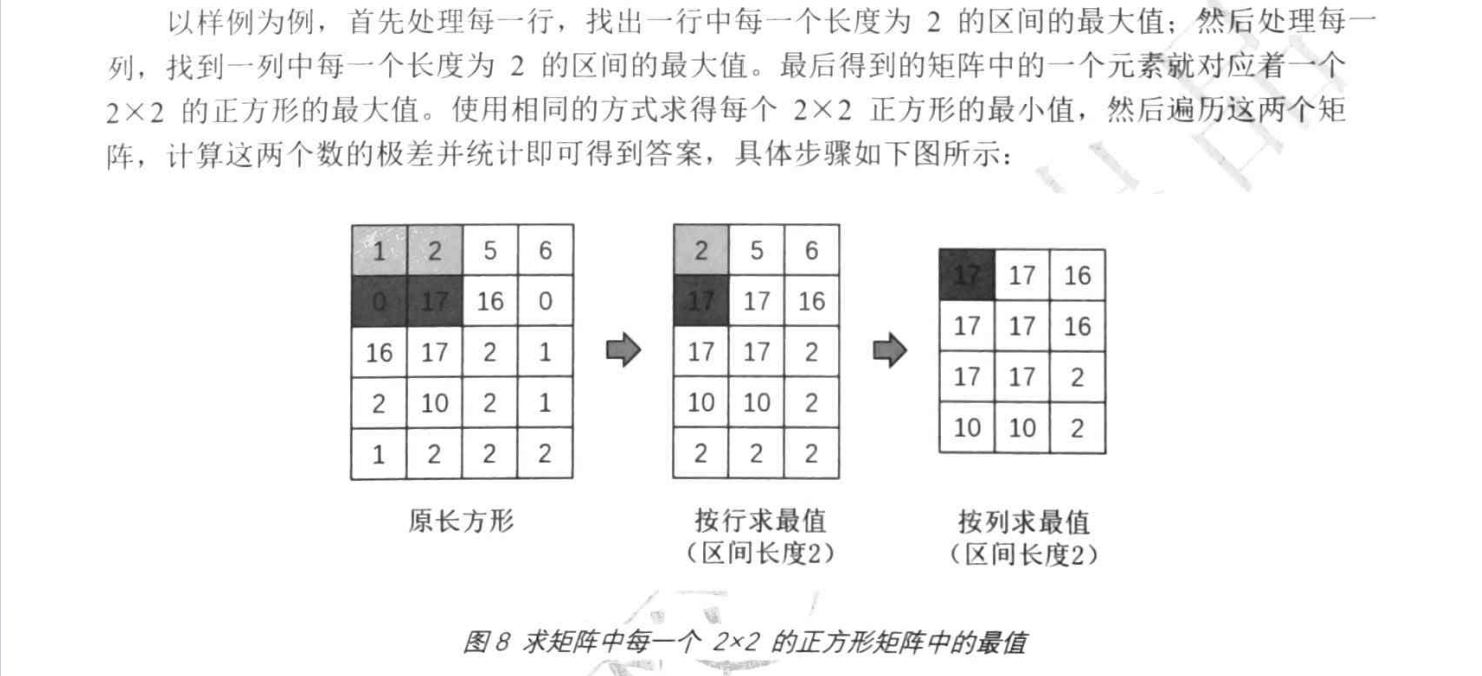 以样例为例，首先处理每一行，找出一行中每一个长度为 2 的区间的最大值；然后处理每一
列，找到一列中每一个长度为 2 的区间的最大值。最后得到的矩阵中的一个元素就对应着一个
2×2 的正方形的最大值。使用相同的方式求得每个 2×2 正方形的最小值，然后遍历这两个矩
阵，计算这两个数的极差并统计即可得到答案，具体步骤如下图所示：
1 2 5 6
0 17 16 0
16 17 2 1
2 10 2 1
1 2 2 2
原长方形
2 5 6
17 17 16
17 17 2
10 10 2
2 2 2
按行求最值
（区间长度2）
17 17 16
17 17 16
17 17 2
10 10 2
按列求最值
（区间长度2）
图 8 求矩阵中每一个 2×2 的正方形矩阵中的最值